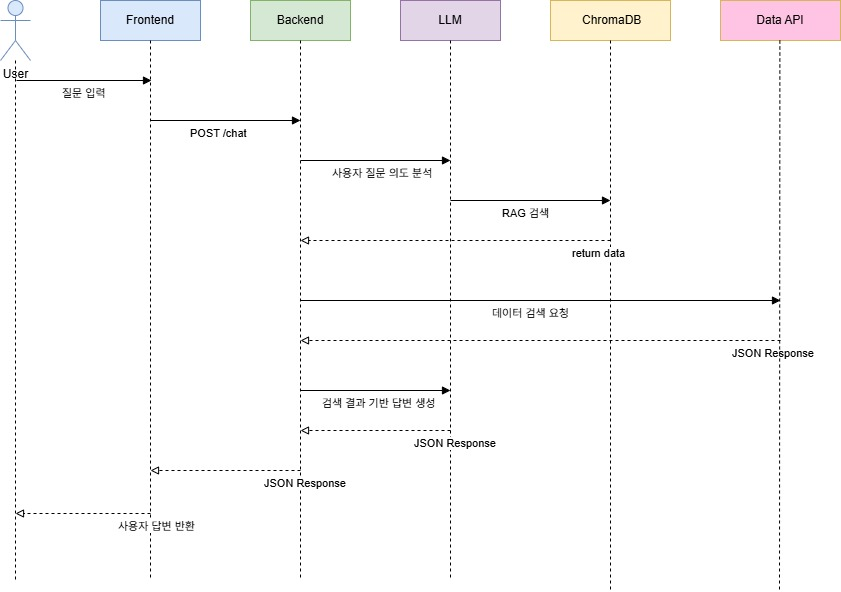 Frontend
Backend
LLM
ChromaDB
Data API
User
질문 입력
POST /chat
사용자 질문 의도 분석
RAG 검색
return data
데이터 검색 요청
JSON Response
검색 결과 기반 답변 생성
JSON Response
JSON Response
사용자 답변 반환